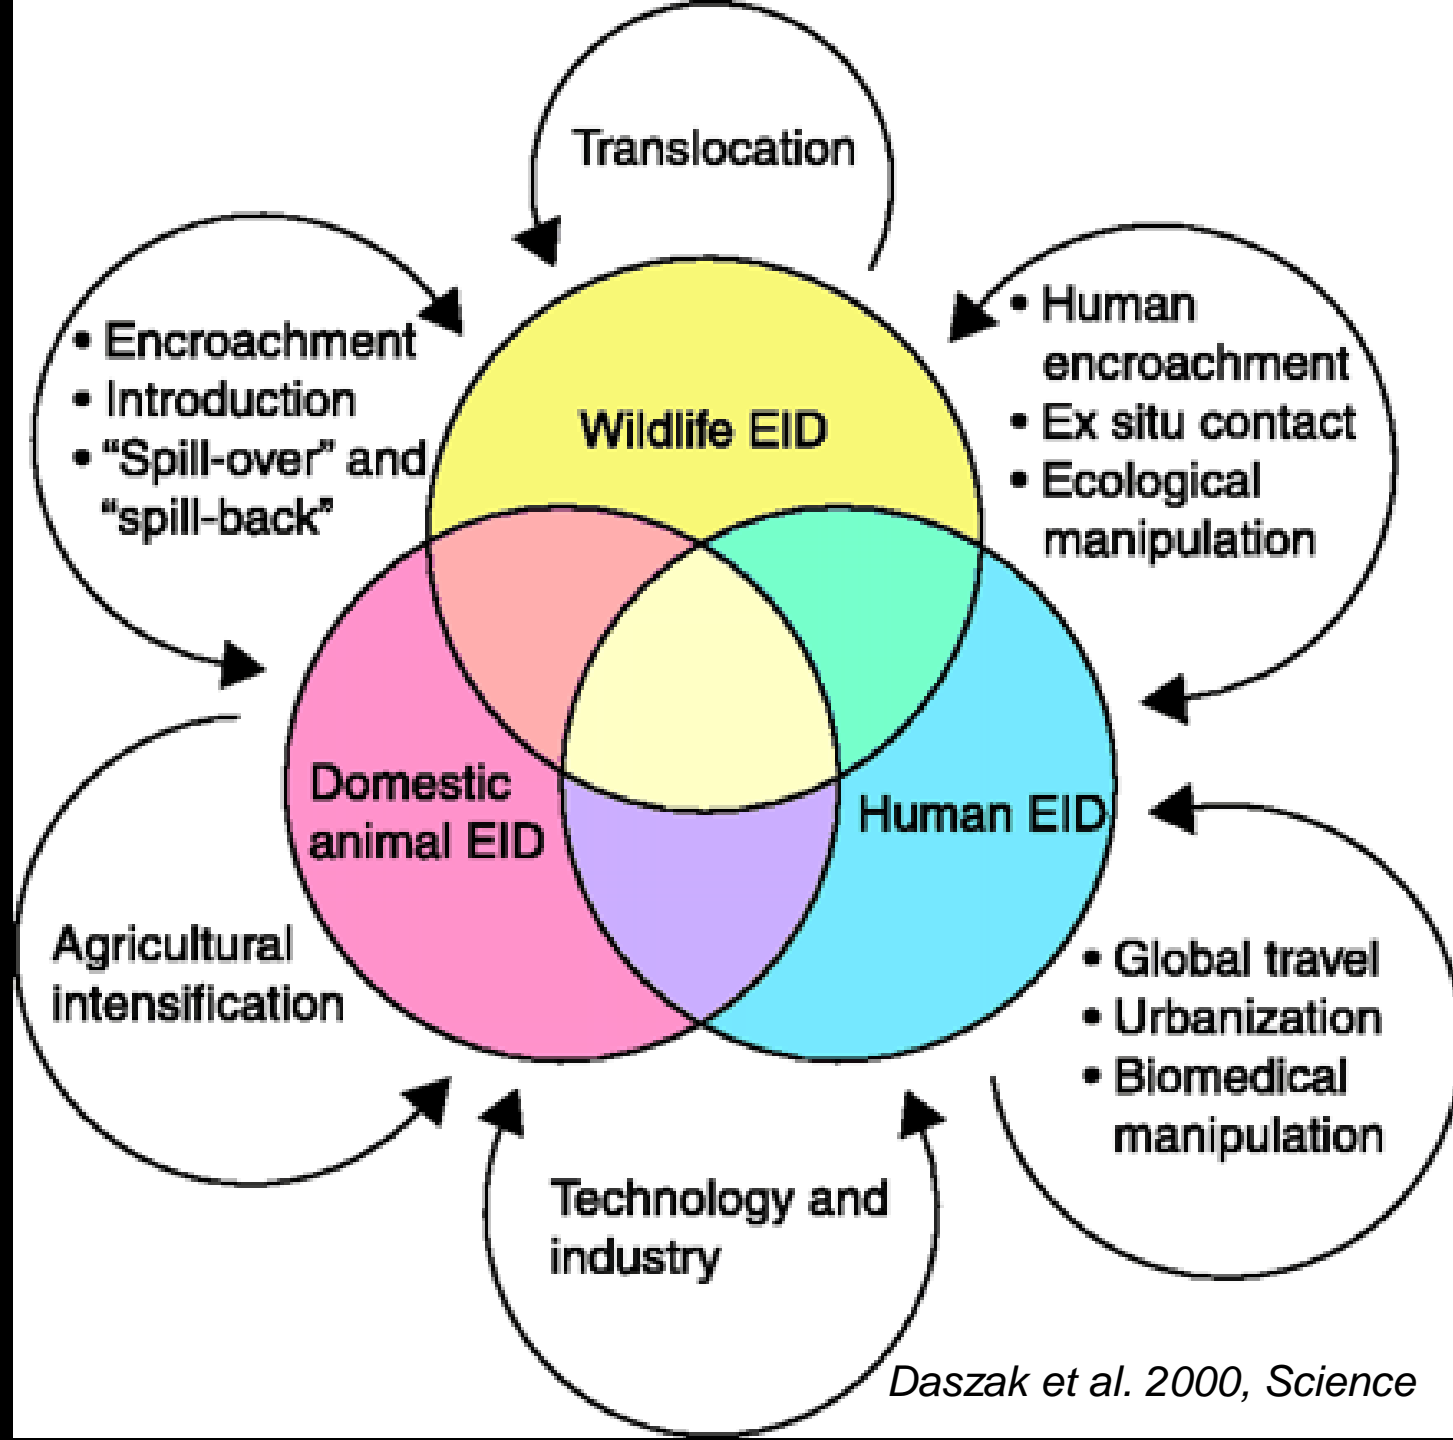 Translocation
• Encroachment
• Introduction
• “Spill-over” and
“spill-back”
• Human
encroachment
• Ex situ contact
• Ecological
manipulation
Wildlife EID
Domestic
animal EID
Human EID
Agricultural
intensification
• Global travel
• Urbanization
• Biomedical
manipulation
Technology and
industry
Daszak et al. 2000, Science